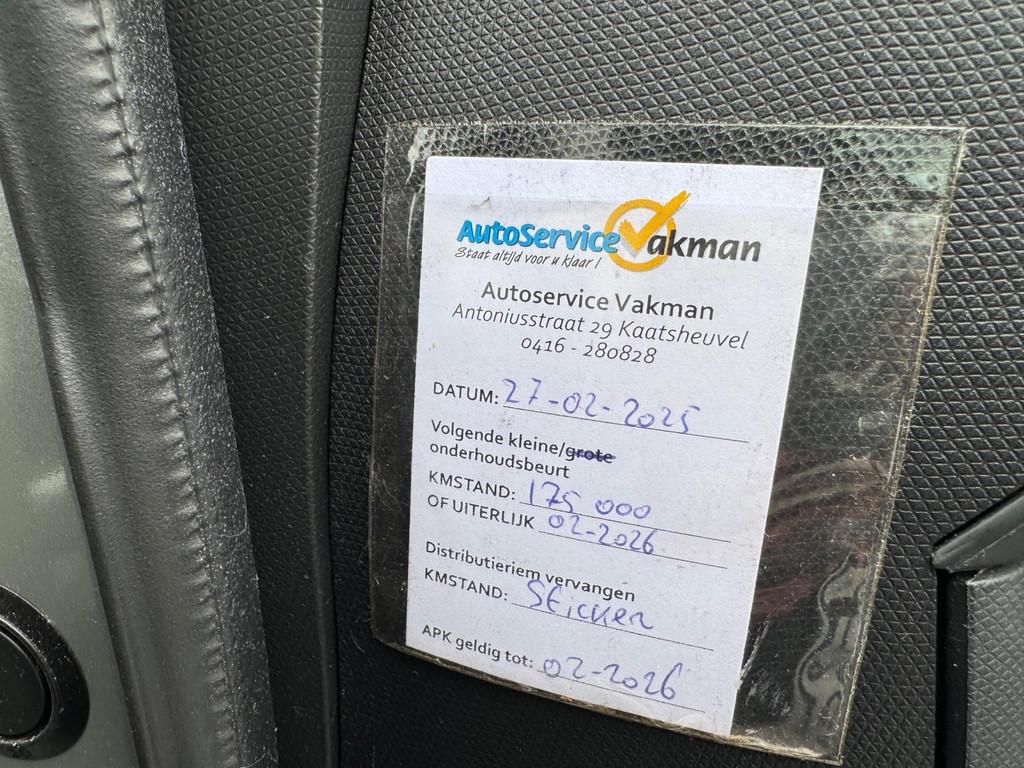 AutoService Vakman
Staat altijd voor u klaar !
Autoservice Vakman
Antoniusstraat 29 Kaatsheuvel
0416 - 280828
DATUM: 27-02-2025
Volgende kleine/grote
onderhoudsbeurt
KMSTAND: 175 000
OF UITERLIJK 02-2026
Distributieriem vervangen
KMSTAND: Sticker
APK geldig tot: 02-2026